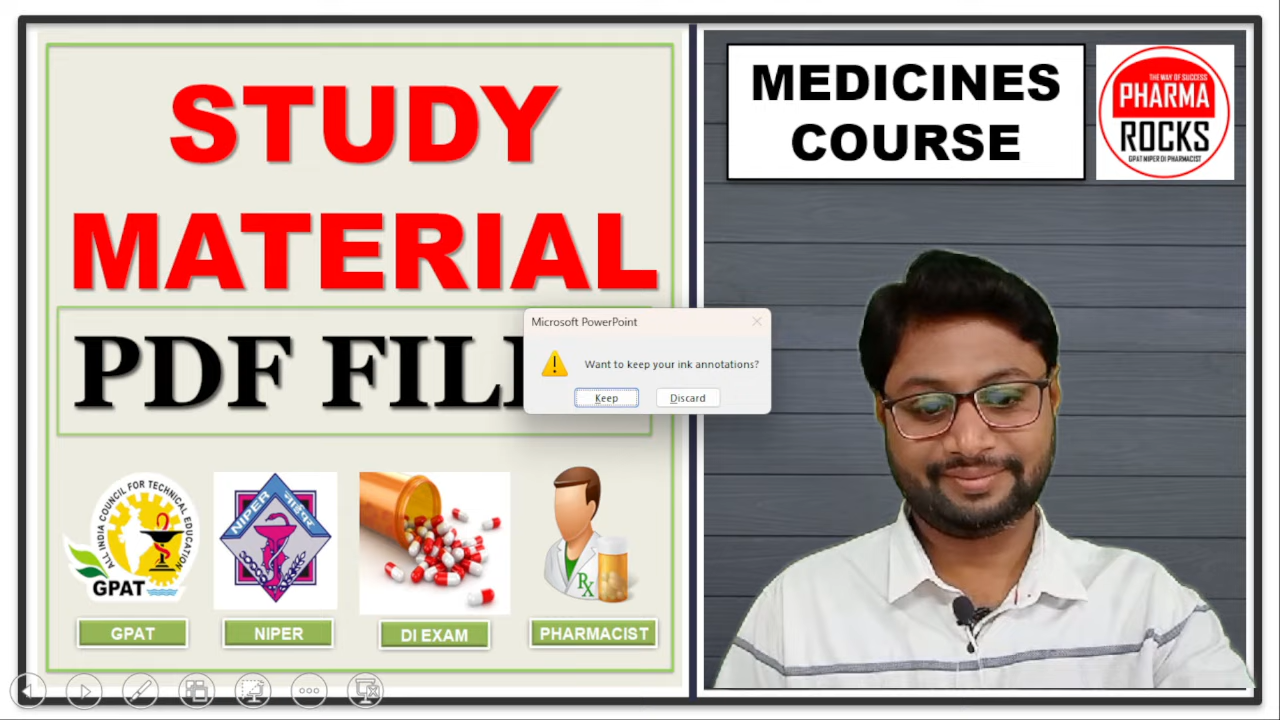 STUDY
MATERIAL
PDF FIL
MEDICINES
COURSE
THE WAY OF SUCCESS
PHARMA
ROCKS
GPAT NIPER DI PHARMACIST
Microsoft PowerPoint
Want to keep your ink annotations?
Keep
Discard
ALL INDIA COUNCIL FOR TECHNICAL EDUCATION
GPAT
NIPER
नाईपर
Rx
GPAT
NIPER
DI EXAM
PHARMACIST